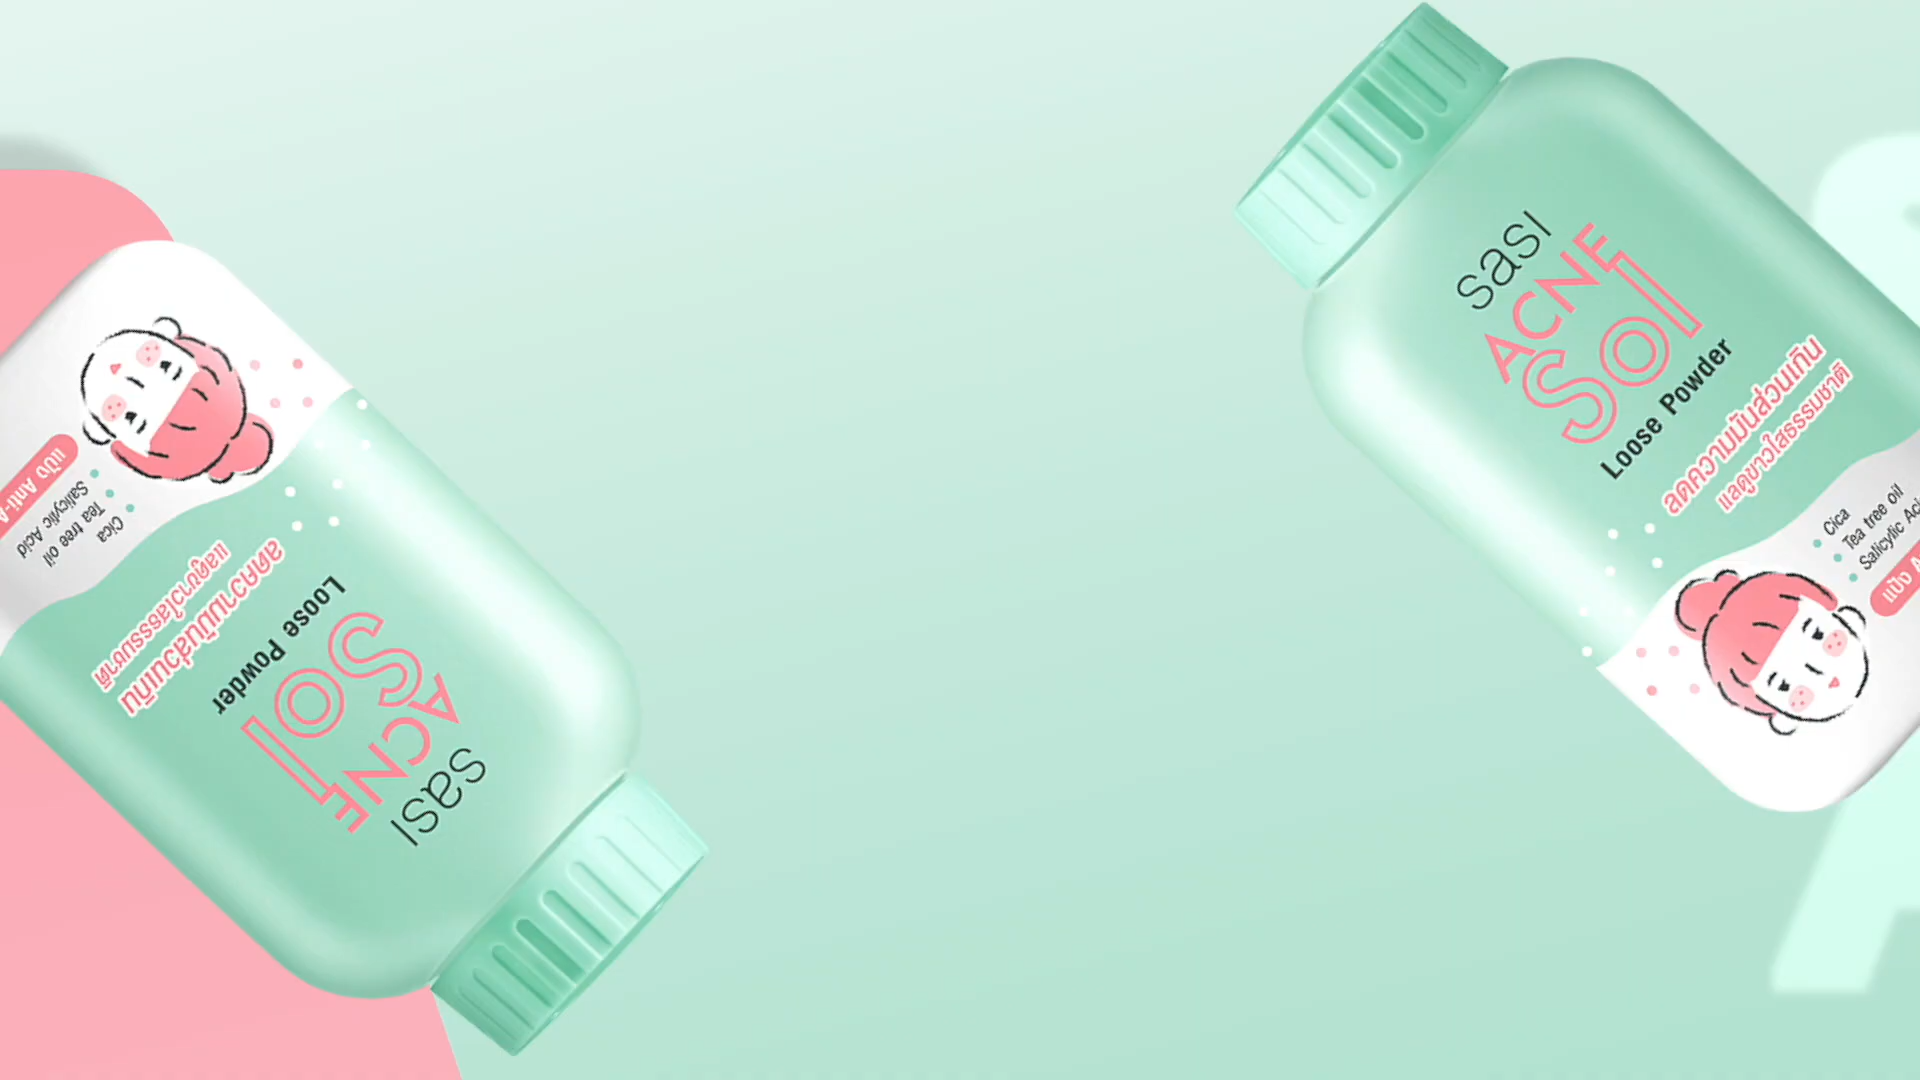 sasi
ACNE
Sol
Loose Powder
ลดความมันส่วนเกิน
แลดูขาวใสธรรมชาติ
Cica
Tea tree oil
Salicylic Acid
แป้ง Anti-A
sasi
ACNE
Sol
Loose Powder
ลดความมันส่วนเกิน
แลดูขาวใสธรรมชาติ
Cica
Tea tree oil
แป้ง